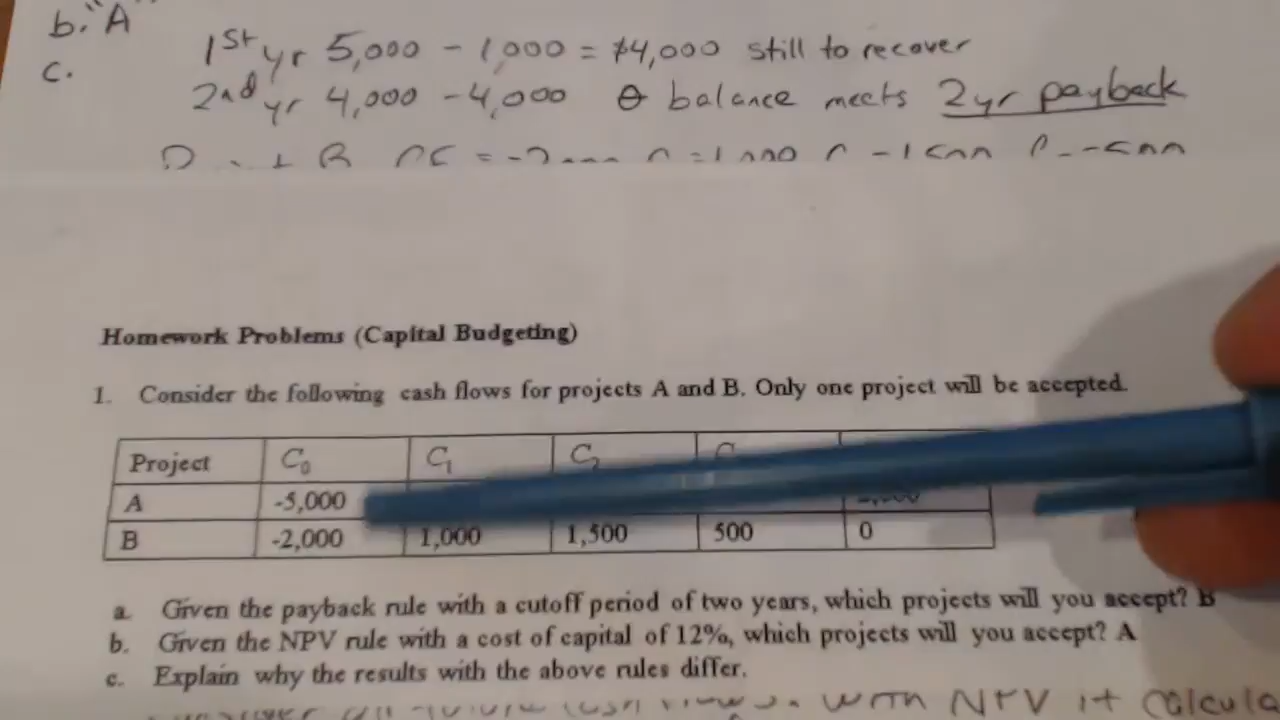 b. "A"
1st yr 5,000 - 1,000 = $4,000 still to recover
c.
2nd yr 4,000 - 4,000 θ balance meets 2yr payback
Homework Problems (Capital Budgeting)
1. Consider the following cash flows for projects A and B. Only one project will be accepted.
Project C0 C1 C2
A -5,000
B -2,000 1,000 1,500 500 0
a. Given the payback rule with a cutoff period of two years, which projects will you accept? B
b. Given the NPV rule with a cost of capital of 12%, which projects will you accept? A
c. Explain why the results with the above rules differ.
with NPV it